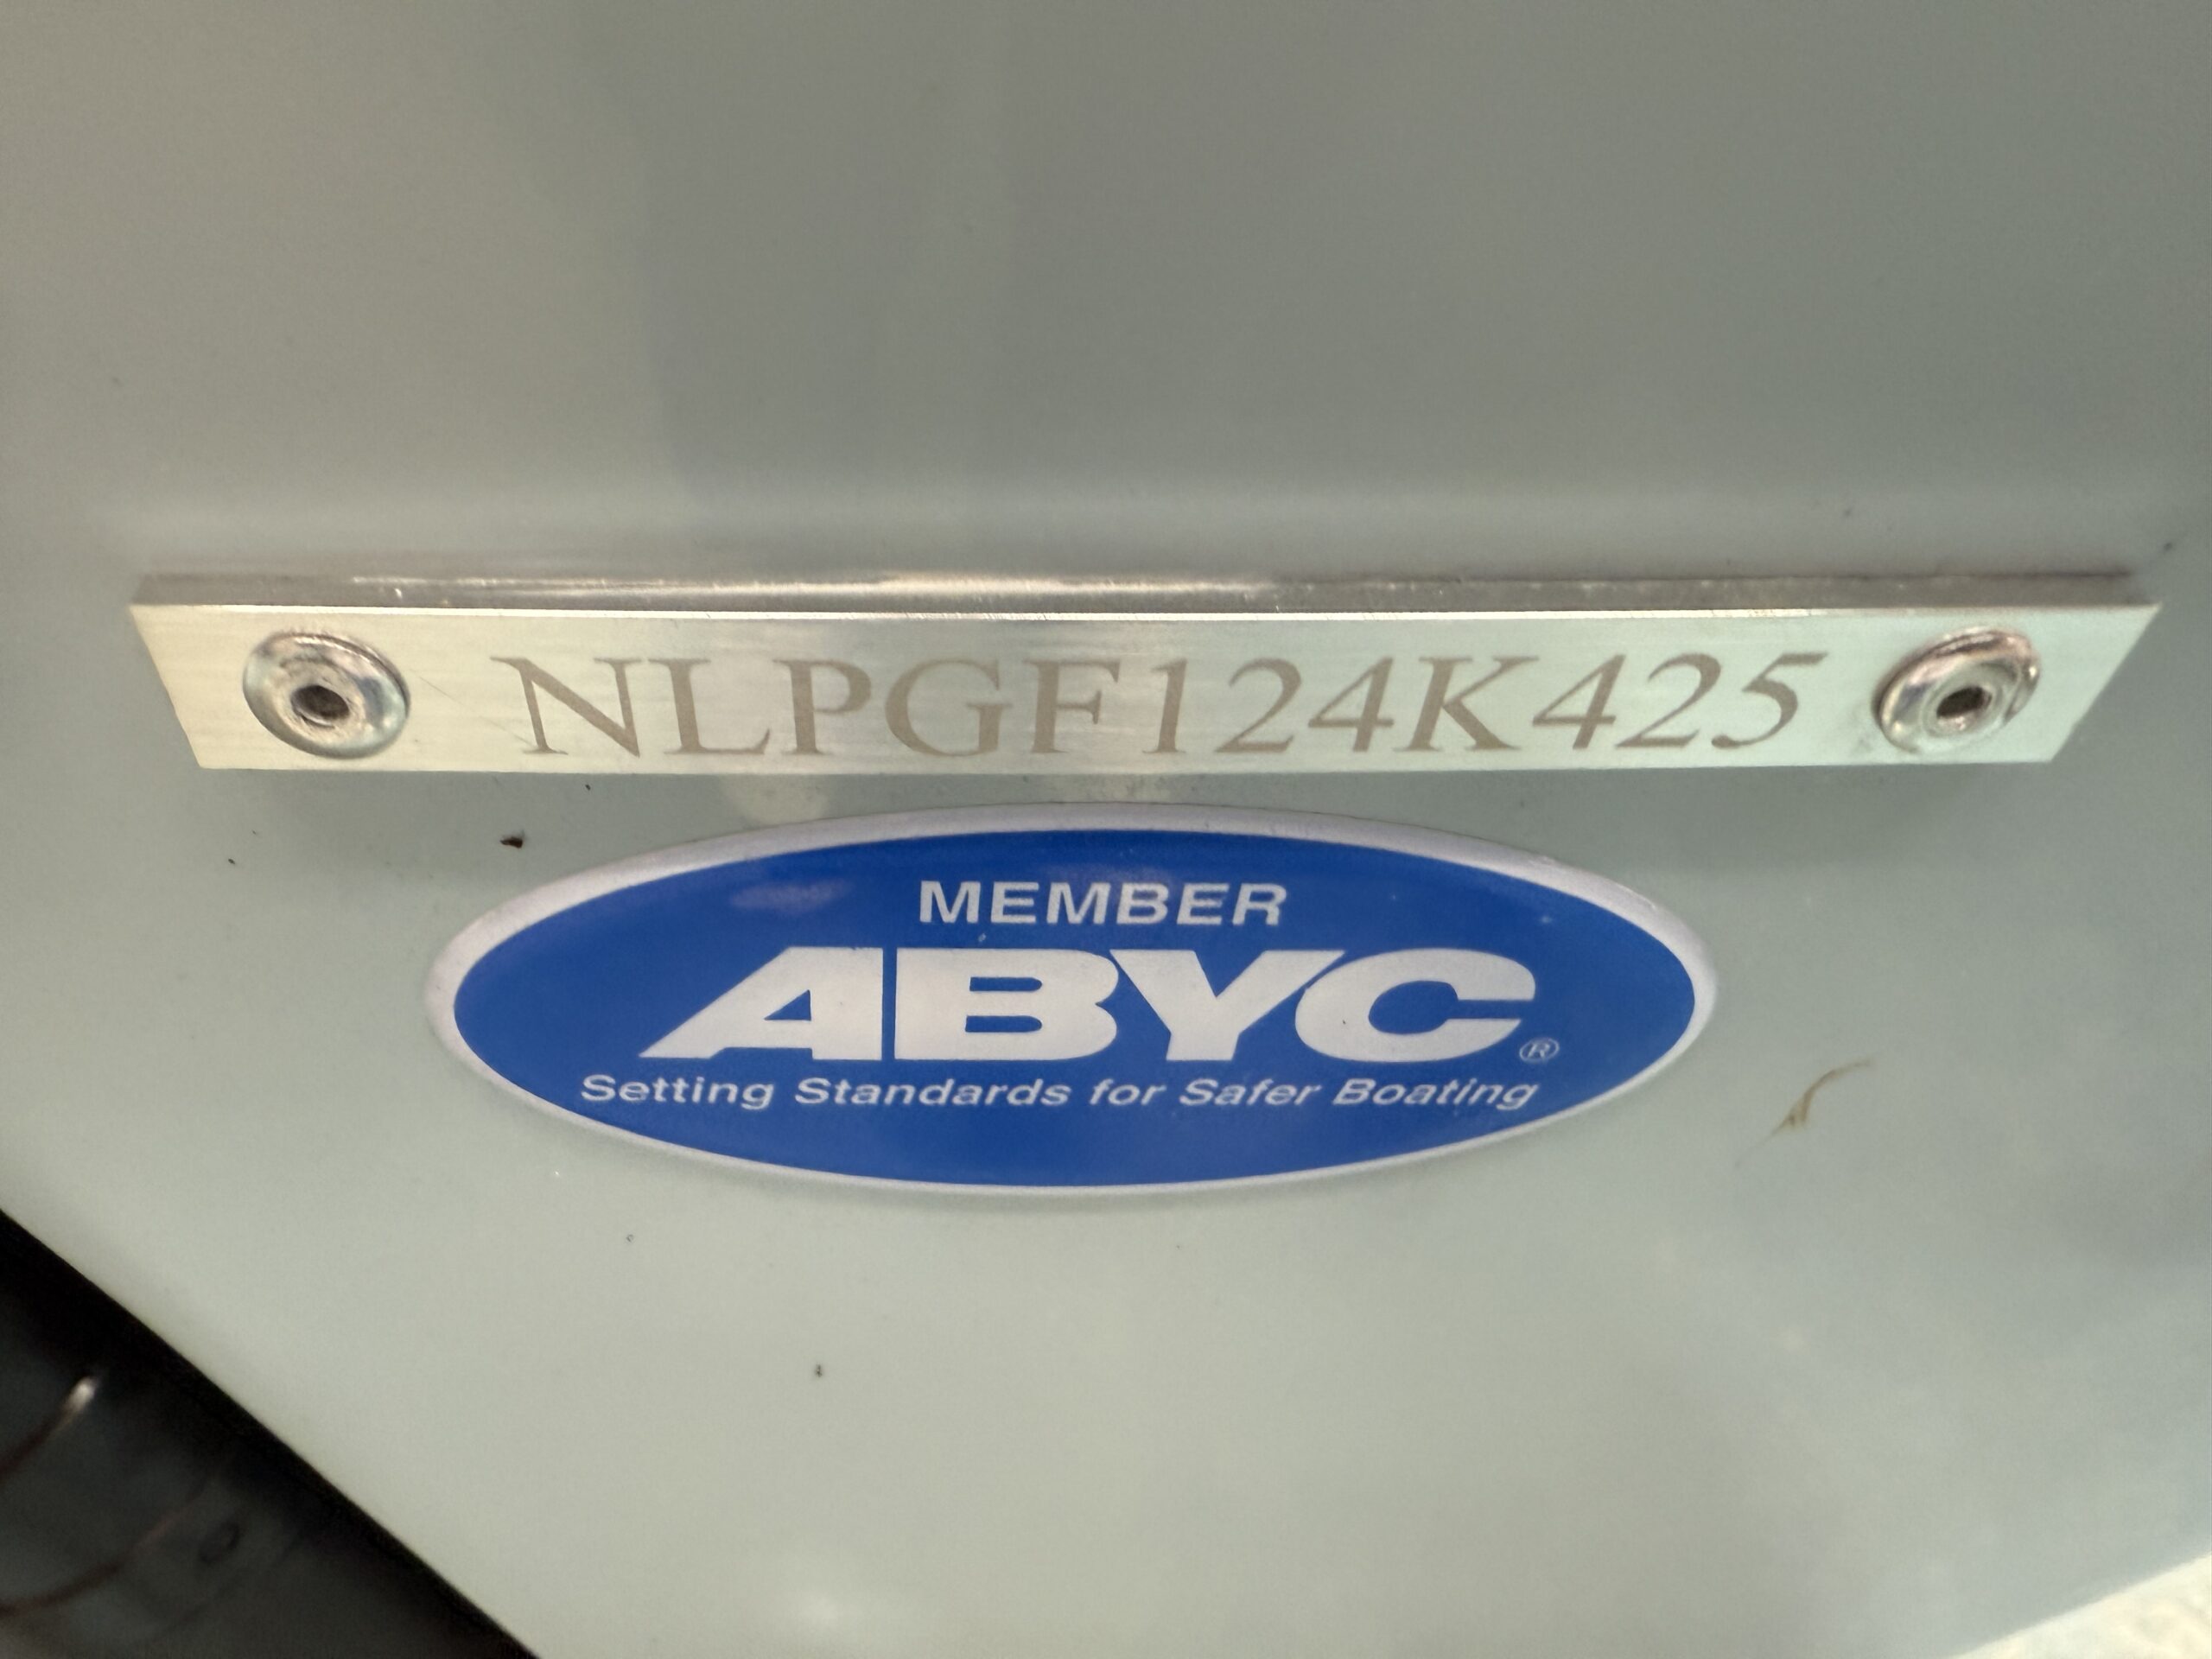 NLPGF124K425
MEMBER
ABYC®
Setting Standards for Safer Boating